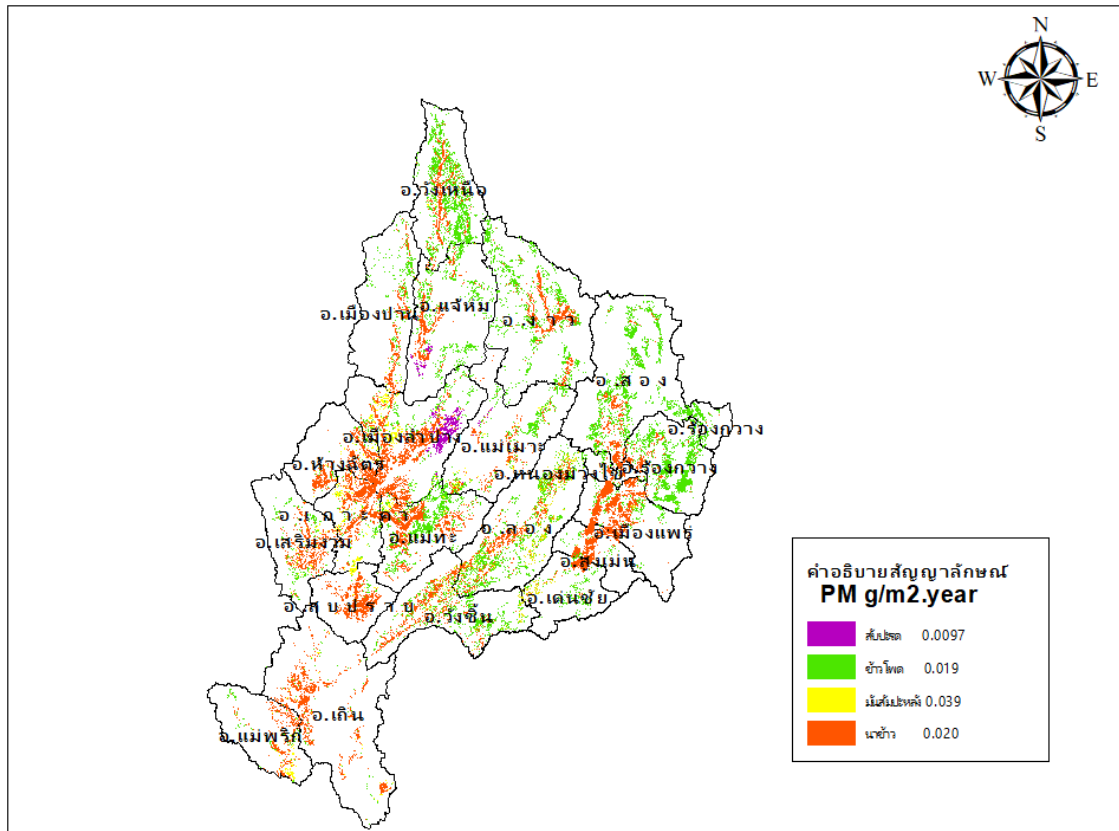 N
W E
S
อ.วังเหนือ
อ.เมืองปาน
อ.แจ้ห่ม
อ.งาว
อ.สอง
อ.ร้องกวาง
อ.เมืองลำปาง
อ.แม่เมาะ
อ.ห้างฉัตร
อ.หนองม่วงไข่
อ.ร้องกวาง
อ.เกาะคา
อ.ลอง
อ.แม่ทะ
อ.เมืองแพร่
อ.เสริมงาม
อ.สูงเม่น
อ.เด่นชัย
อ.สบปราบ
อ.วังชิ้น
อ.เถิน
อ.แม่พริก
คำอธิบายสัญญาลักษณ์
PM g/m2.year
สับปะรด 0.0097
ข้าวโพด 0.019
มันสำปะหลัง 0.039
นาข้าว 0.020